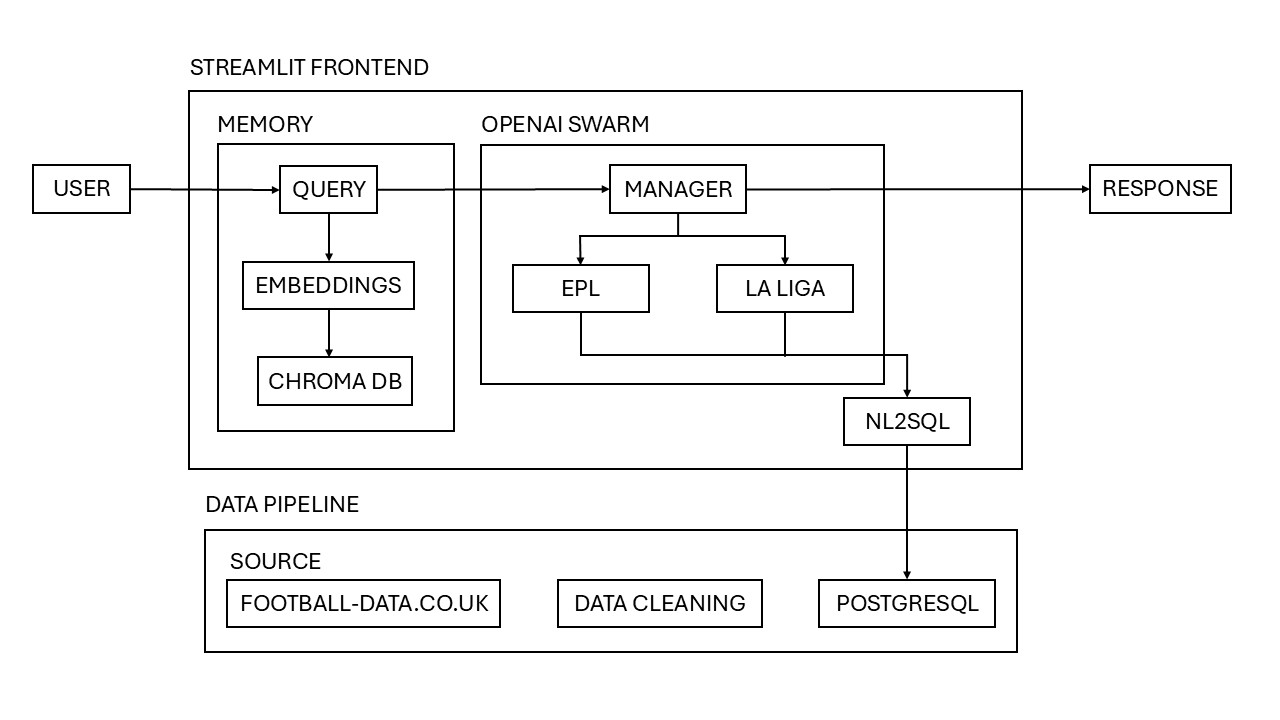 STREAMLIT FRONTEND
MEMORY
OPENAI SWARM
USER
QUERY
MANAGER
RESPONSE
EMBEDDINGS
EPL
LA LIGA
CHROMA DB
NL2SQL
DATA PIPELINE
SOURCE
FOOTBALL-DATA.CO.UK
DATA CLEANING
POSTGRESQL